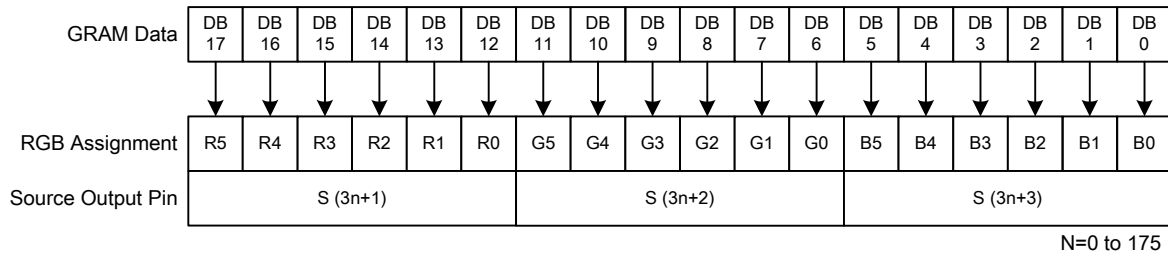 GRAM Data DB 17 DB 16 DB 15 DB 14 DB 13 DB 12 DB 11 DB 10 DB 9 DB 8 DB 7 DB 6 DB 5 DB 4 DB 3 DB 2 DB 1 DB 0
RGB Assignment R5 R4 R3 R2 R1 R0 G5 G4 G3 G2 G1 G0 B5 B4 B3 B2 B1 B0
Source Output Pin S (3n+1) S (3n+2) S (3n+3)
N=0 to 175